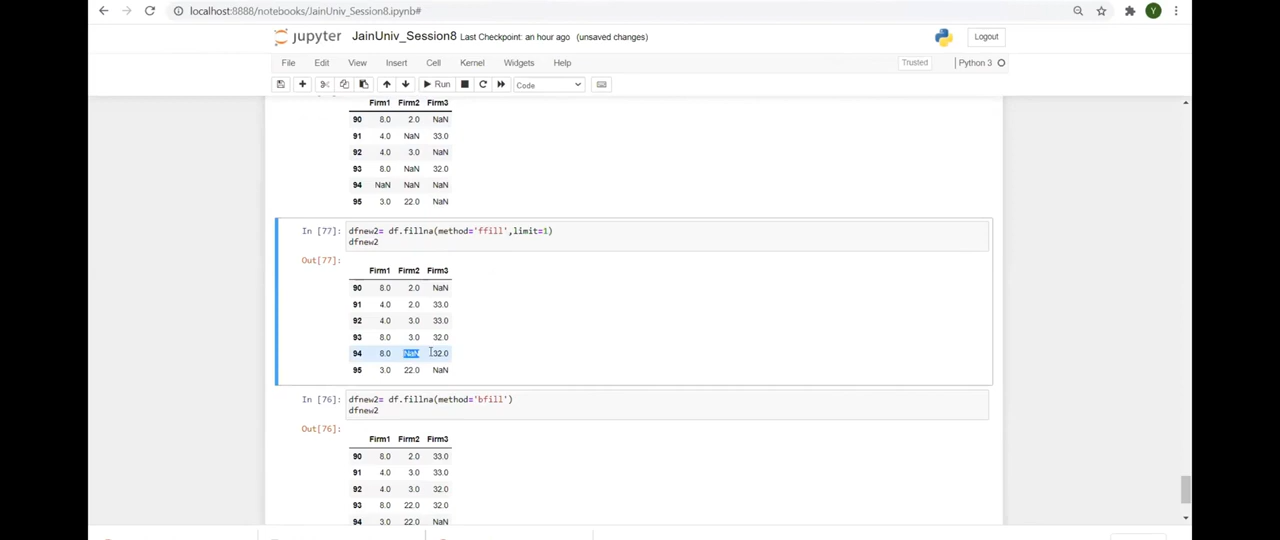 localhost:8888/notebooks/JainUniv_Session8.ipynb#
Y
jupyter JainUniv_Session8 Last Checkpoint: an hour ago (unsaved changes)
Logout
File Edit View Insert Cell Kernel Widgets Help
Trusted Python 3
Run Code
Firm1 Firm2 Firm3
90 8.0 2.0 NaN
91 4.0 NaN 33.0
92 4.0 3.0 NaN
93 8.0 NaN 32.0
94 NaN NaN NaN
95 3.0 22.0 NaN
In [77]: dfnew2= df.fillna(method='ffill',limit=1)
dfnew2
Out[77]:
Firm1 Firm2 Firm3
90 8.0 2.0 NaN
91 4.0 2.0 33.0
92 4.0 3.0 33.0
93 8.0 3.0 32.0
94 8.0 NaN 32.0
95 3.0 22.0 NaN
In [76]: dfnew2= df.fillna(method='bfill')
dfnew2
Out[76]:
Firm1 Firm2 Firm3
90 8.0 2.0 33.0
91 4.0 3.0 33.0
92 4.0 3.0 32.0
93 8.0 22.0 32.0
94 3.0 22.0 NaN